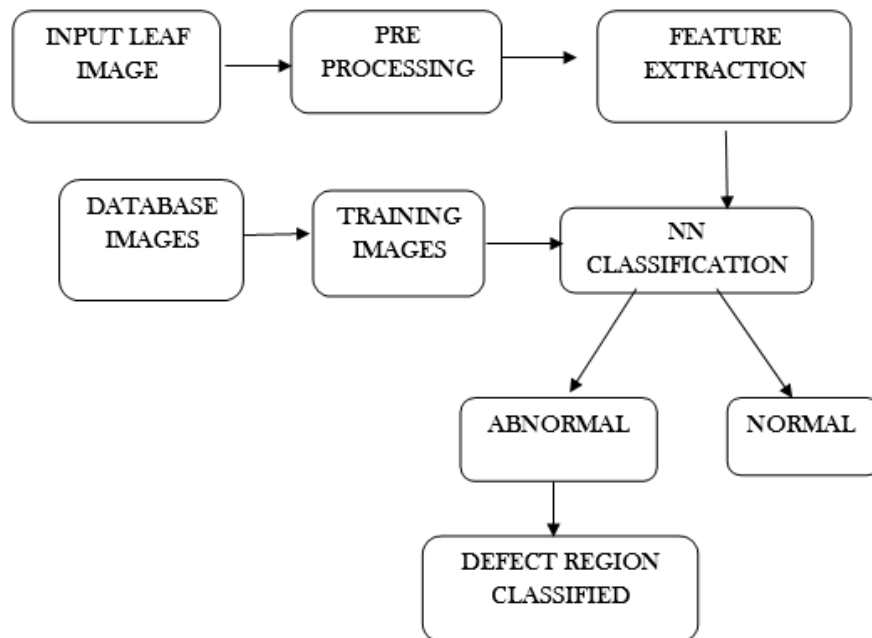 INPUT LEAF
IMAGE
PRE
PROCESSING
FEATURE
EXTRACTION
DATABASE
IMAGES
TRAINING
IMAGES
NN
CLASSIFICATION
ABNORMAL
NORMAL
DEFECT REGION
CLASSIFIED